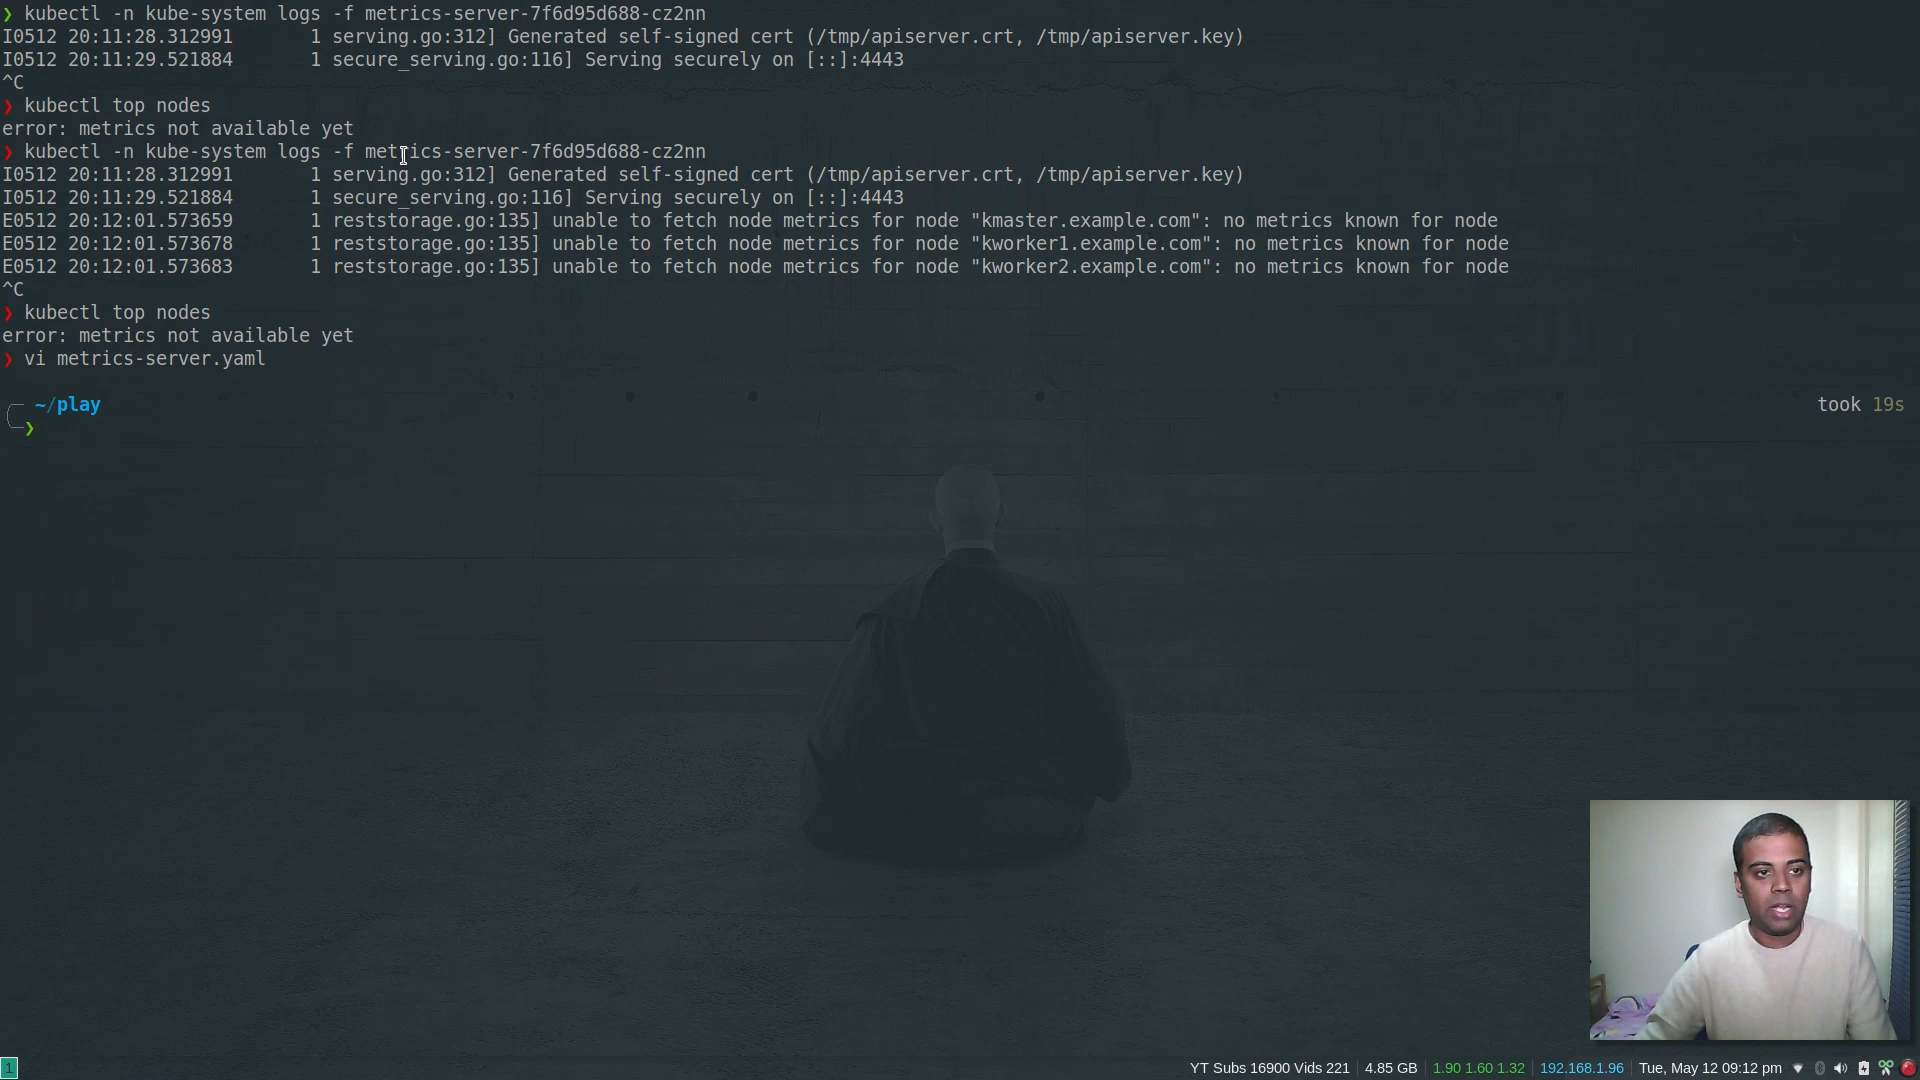 ❯ kubectl -n kube-system logs -f metrics-server-7f6d95d688-cz2nn
I0512 20:11:28.312991       1 serving.go:312] Generated self-signed cert (/tmp/apiserver.crt, /tmp/apiserver.key)
I0512 20:11:29.521884       1 secure_serving.go:116] Serving securely on [::]:4443
^C
❯ kubectl top nodes
error: metrics not available yet
❯ kubectl -n kube-system logs -f metrics-server-7f6d95d688-cz2nn
I0512 20:11:28.312991       1 serving.go:312] Generated self-signed cert (/tmp/apiserver.crt, /tmp/apiserver.key)
I0512 20:11:29.521884       1 secure_serving.go:116] Serving securely on [::]:4443
E0512 20:12:01.573659       1 reststorage.go:135] unable to fetch node metrics for node "kmaster.example.com": no metrics known for node
E0512 20:12:01.573678       1 reststorage.go:135] unable to fetch node metrics for node "kworker1.example.com": no metrics known for node
E0512 20:12:01.573683       1 reststorage.go:135] unable to fetch node metrics for node "kworker2.example.com": no metrics known for node
^C
❯ kubectl top nodes
error: metrics not available yet
❯ vi metrics-server.yaml
~/play took 19s
❯
1 YT Subs 16900 Vids 221 4.85 GB 1.90 1.60 1.32 192.168.1.96 Tue, May 12 09:12 pm